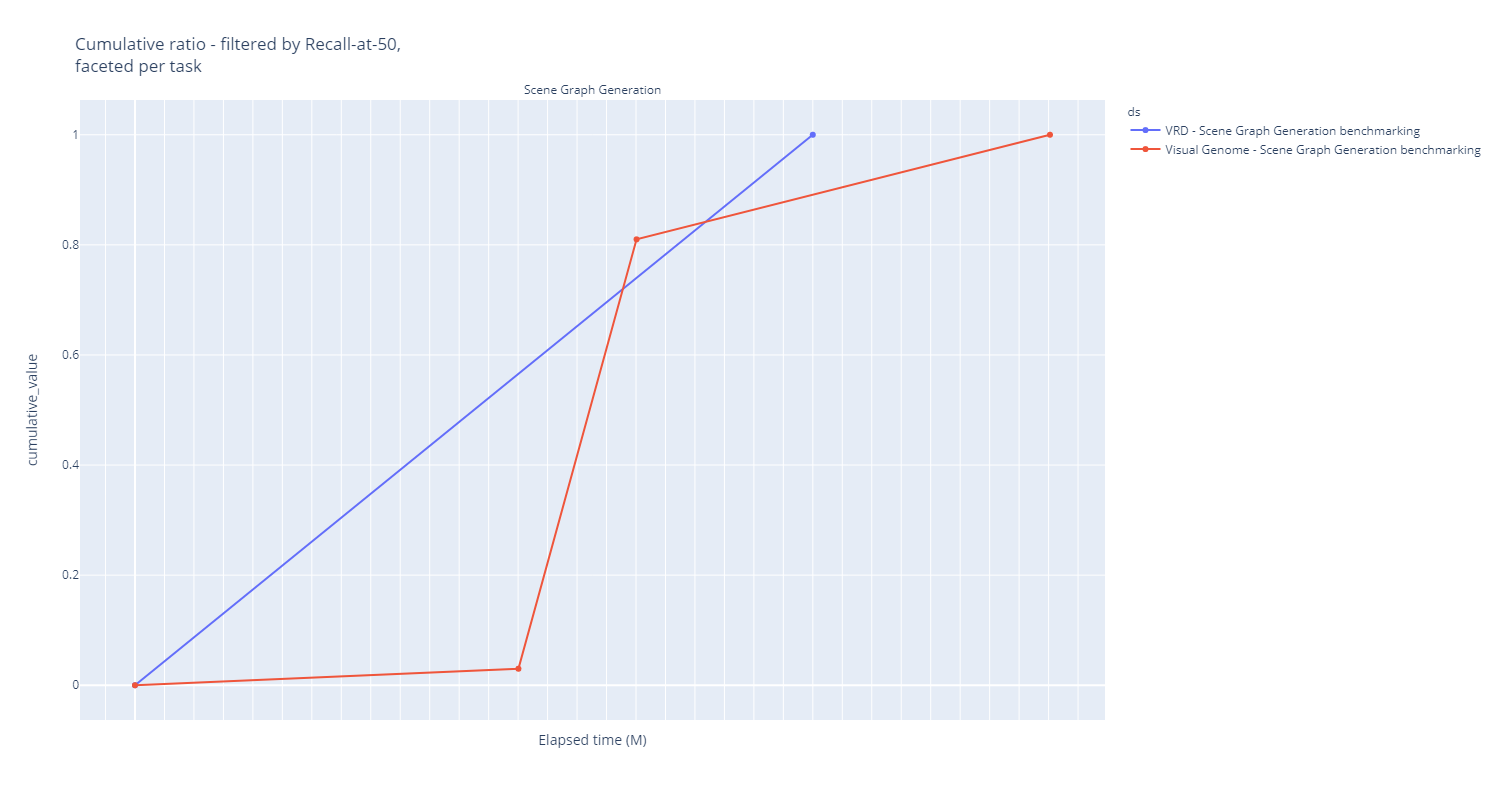 Cumulative ratio - filtered by Recall-at-50,
faceted per task
Scene Graph Generation
ds
VRD - Scene Graph Generation benchmarking
Visual Genome - Scene Graph Generation benchmarking
1
0.8
0.6
0.4
0.2
0
cumulative_value
Elapsed time (M)